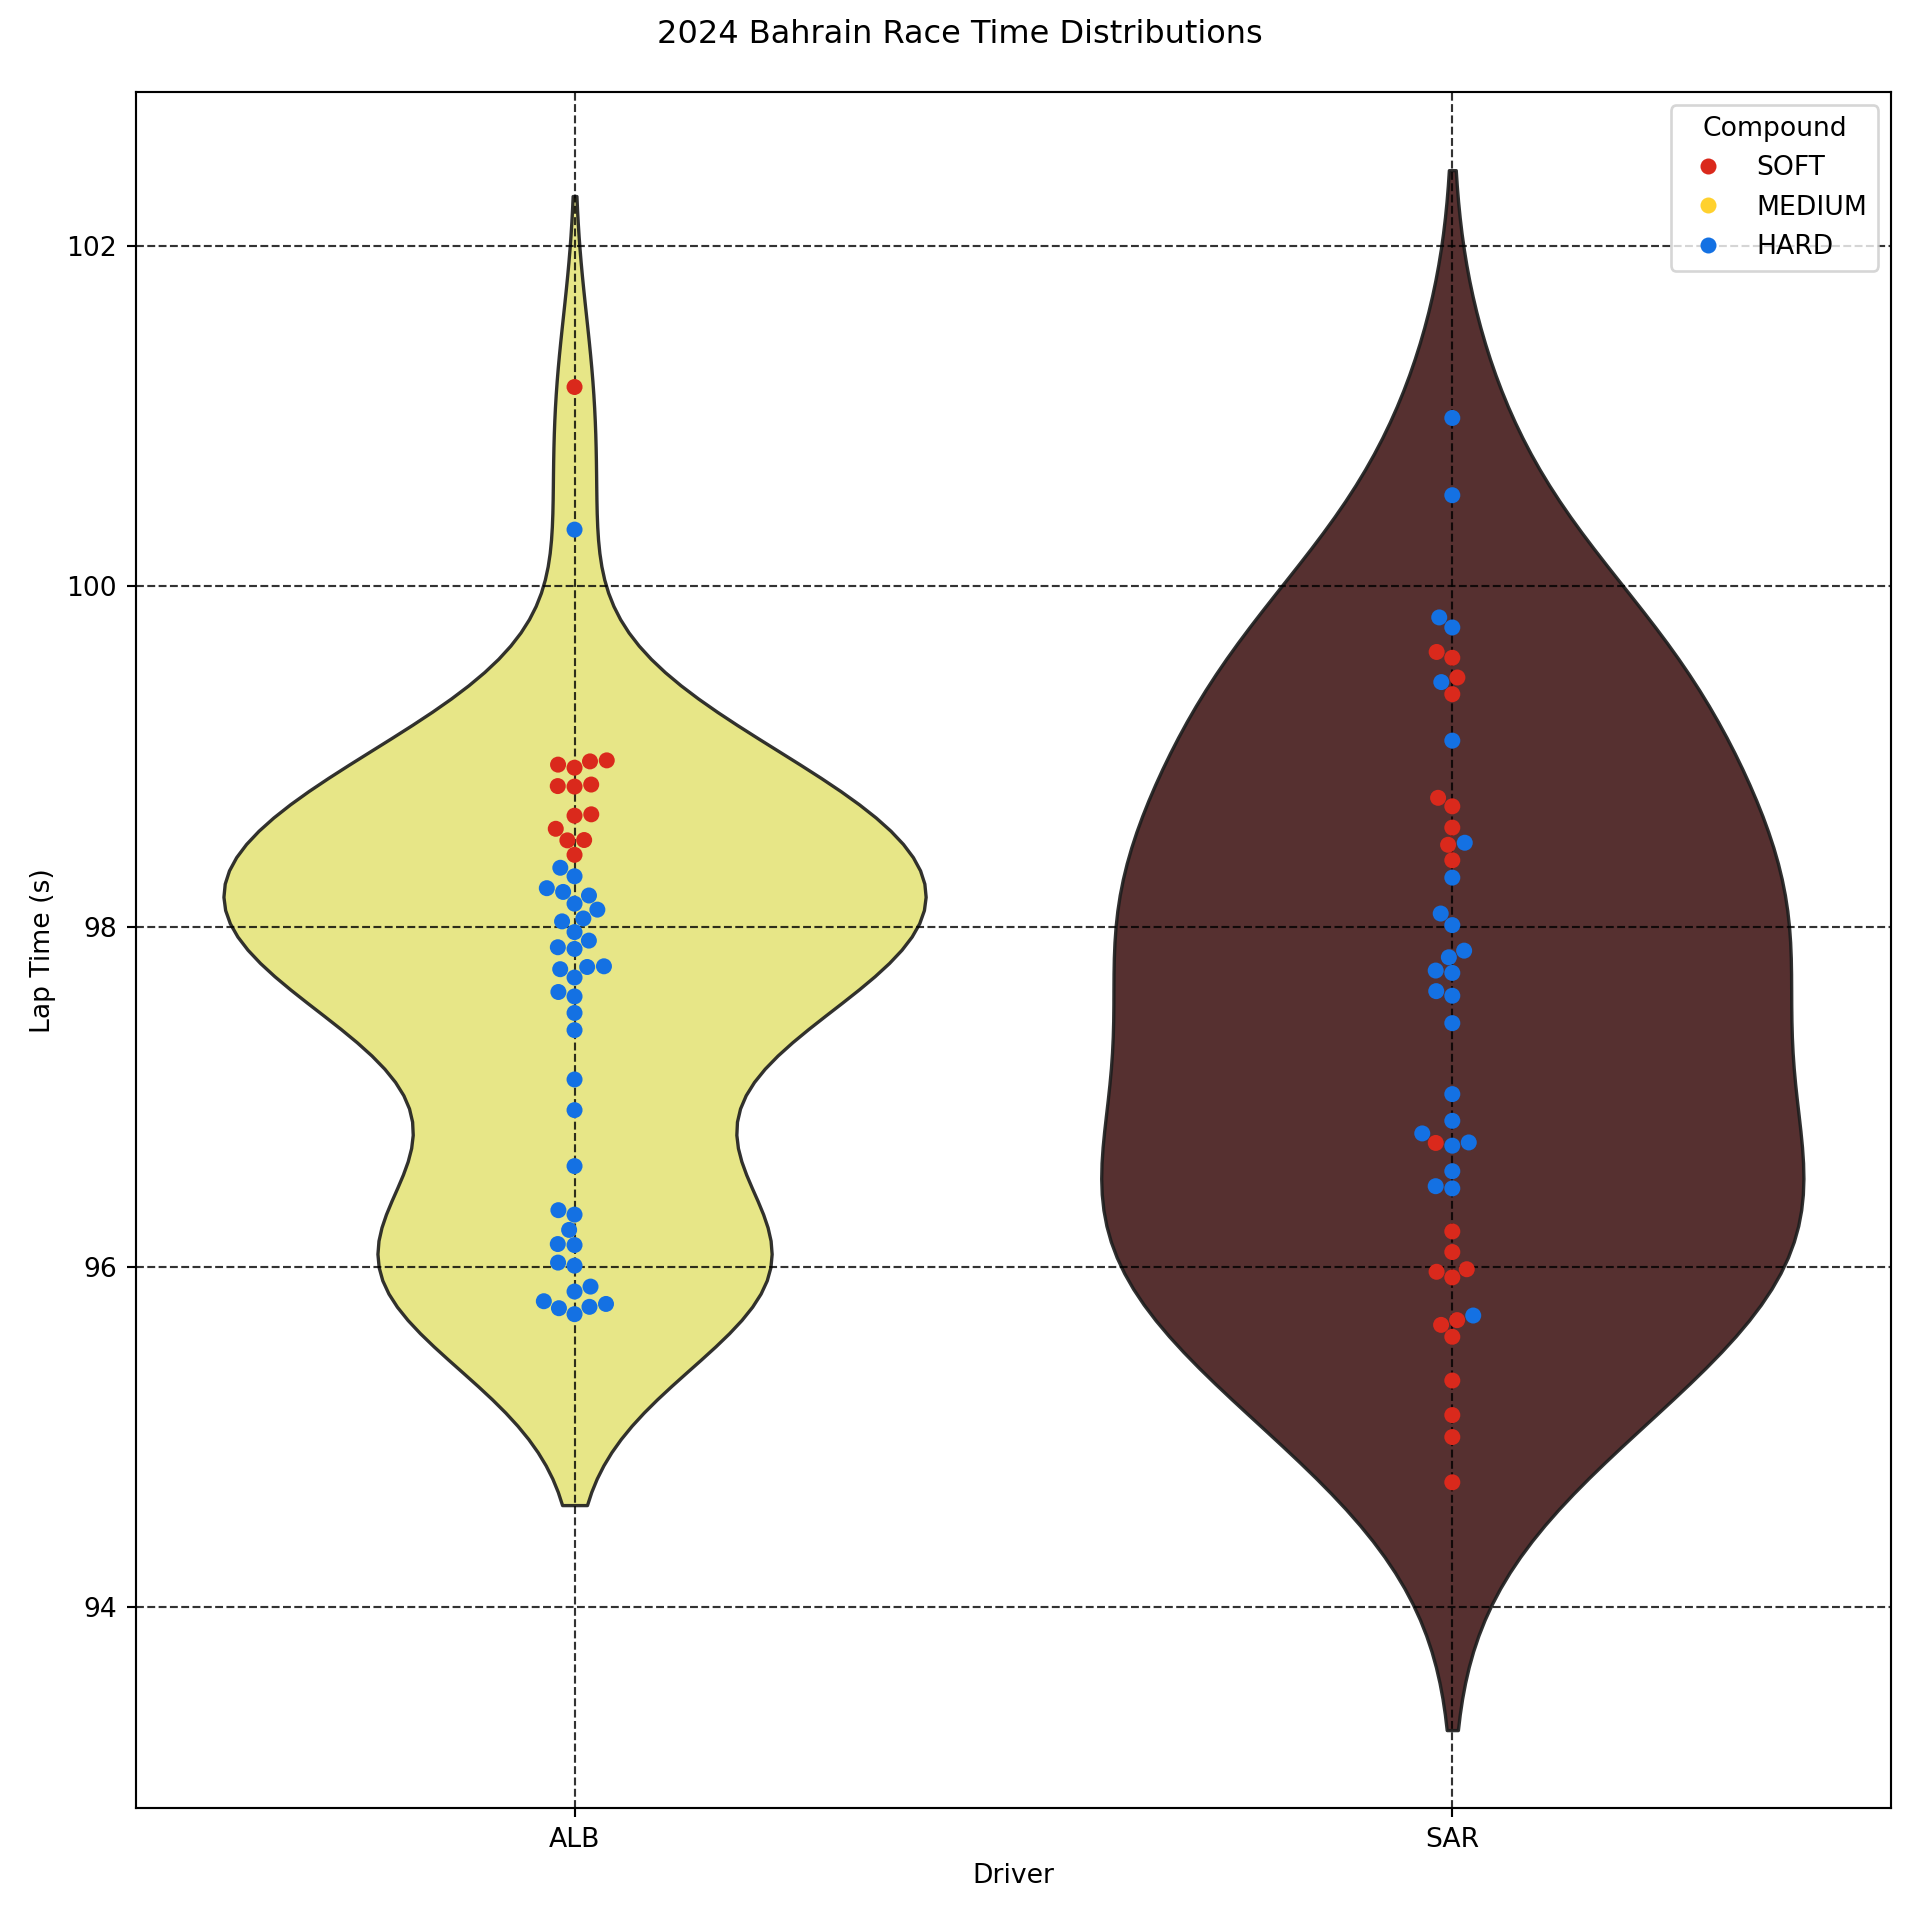 2024 Bahrain Race Time Distributions
Compound
SOFT
MEDIUM
HARD
102
100
98
96
94
Lap Time (s)
ALB
SAR
Driver